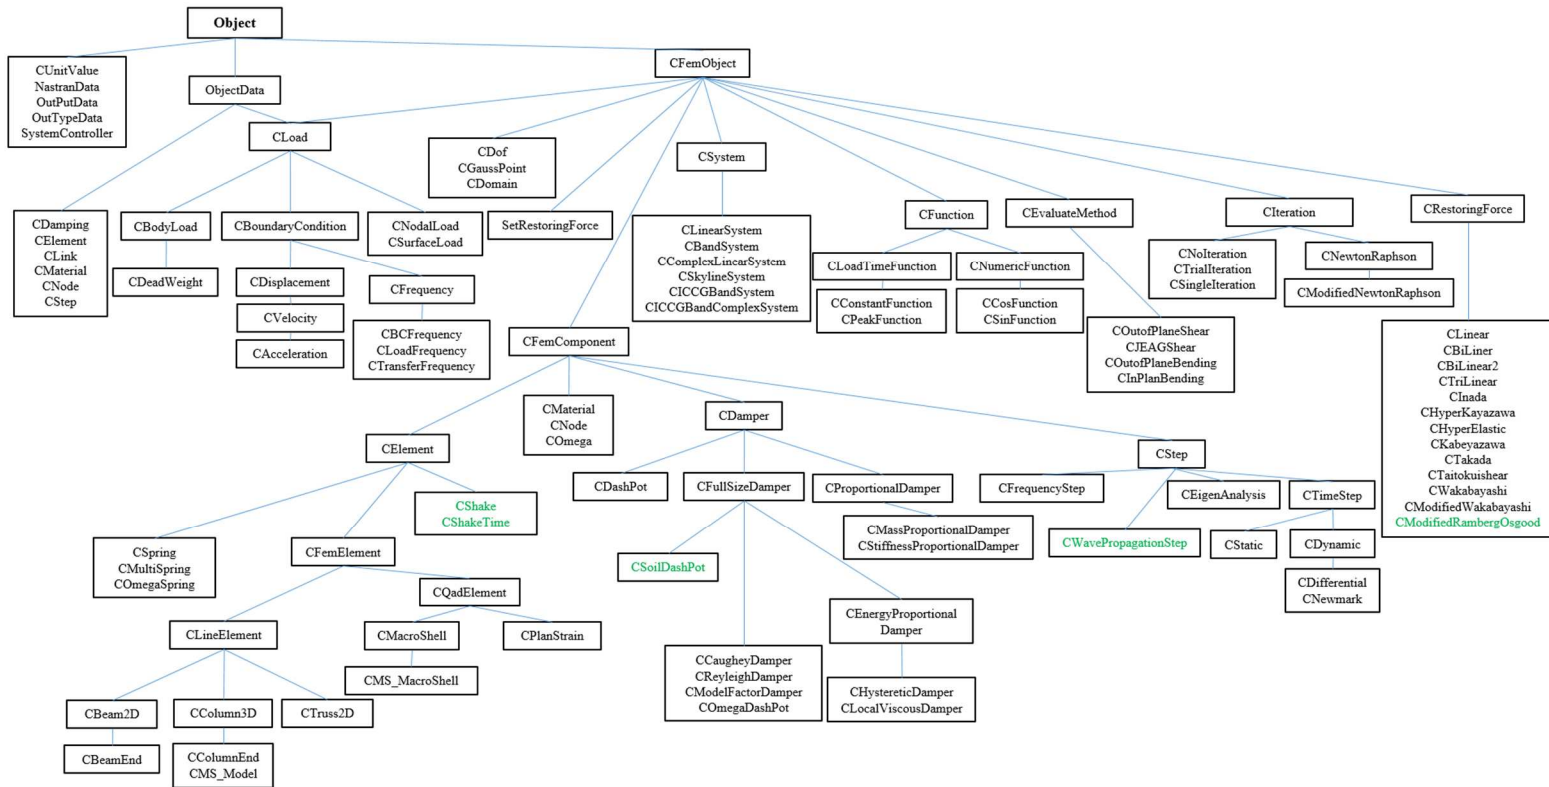 Object
CUnitValue
NastranData
OutPutData
OutTypeData
SystemController
ObjectData
CFemObject
CLoad
CDof
CGaussPoint
CDomain
CSystem
CDamping
CElement
CLink
CMaterial
CNode
CStep
CBodyLoad
CBoundaryCondition
CNodalLoad
CSurfaceLoad
SetRestoringForce
CFunction
CEvaluateMethod
CIteration
CRestoringForce
CDeadWeight
CDisplacement
CFrequency
CVelocity
CAcceleration
CBCFrequency
CLoadFrequency
CTransferFrequency
CLinearSystem
CBandSystem
CComplexLinearSystem
CSkylineSystem
CICCGBandSystem
CICCGBandComplexSystem
CLoadTimeFunction
CNumericFunction
CConstantFunction
CPeakFunction
CCosFunction
CSinFunction
COutofPlaneShear
CJEAGShear
COutofPlaneBending
CInPlanBending
CNoIteration
CTrialIteration
CSingleIteration
CNewtonRaphson
CModifiedNewtonRaphson
CLinear
CBiLiner
CBiLinear2
CTriLinear
CInada
CHyperKayazawa
CHyperElastic
CKabeyazawa
CTakada
CTaitokuishear
CWakabayashi
CModifiedWakabayashi
CModifiedRambergOsgood
CFemComponent
CElement
CMaterial
CNode
COmega
CDamper
CStep
CShake
CShakeTime
CDashPot
CFullSizeDamper
CProportionalDamper
CFrequencyStep
CEigenAnalysis
CTimeStep
CSpring
CMultiSpring
COmegaSpring
CFemElement
CMassProportionalDamper
CStiffnessProportionalDamper
CWavePropagationStep
CStatic
CDynamic
CQadElement
CSoilDashPot
CDifferential
CNewmark
CLineElement
CMacroShell
CPlanStrain
CEnergyProportional
Damper
CMS_MacroShell
CCaugheyDamper
CReyleighDamper
CModelFactorDamper
COmegaDashPot
CHystereticDamper
CLocalViscousDamper
CBeam2D
CColumn3D
CTruss2D
CBeamEnd
CColumnEnd
CMS_Model